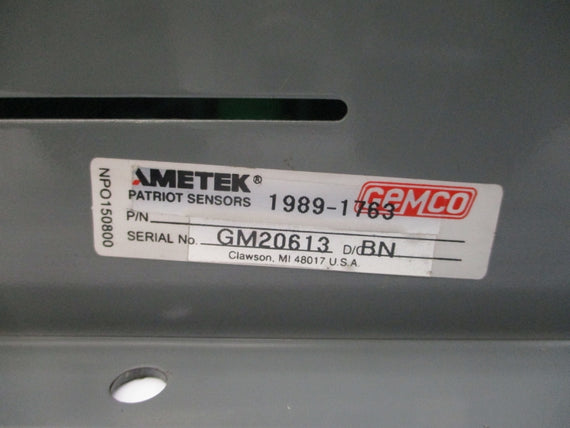 NPO150800
AMETEK®
PATRIOT SENSORS 1989-1763 GEMCO
P/N
SERIAL No. GM20613 D/C BN
Clawson, MI 48017 U.S.A.